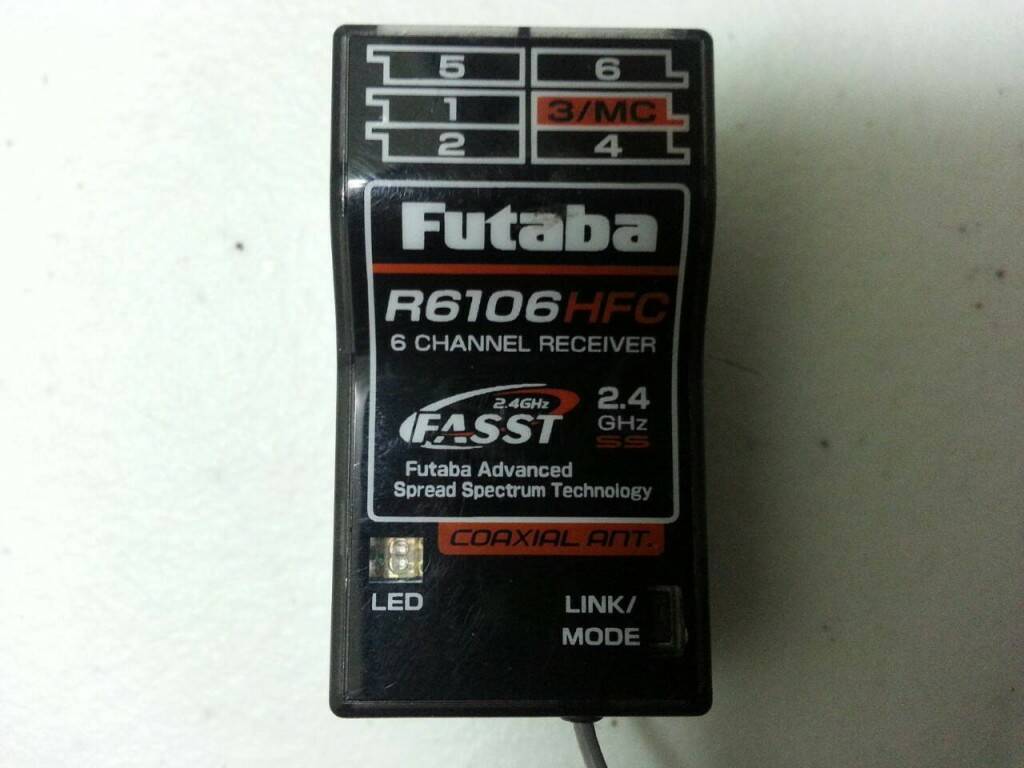 5 6
1 3/MC
2 4
Futaba
R6106HFC
6 CHANNEL RECEIVER
2.4GHz
FASST
2.4
GHz
SS
Futaba Advanced
Spread Spectrum Technology
COAXIAL ANT.
LED
LINK/
MODE